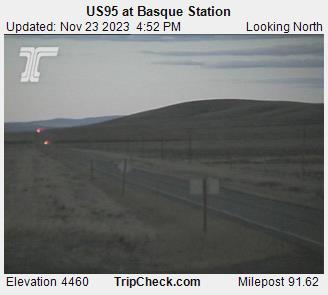 US95 at Basque Station
Updated: Nov 23 2023  4:52 PM
Looking North
Elevation 4460
TripCheck.com
Milepost 91.62